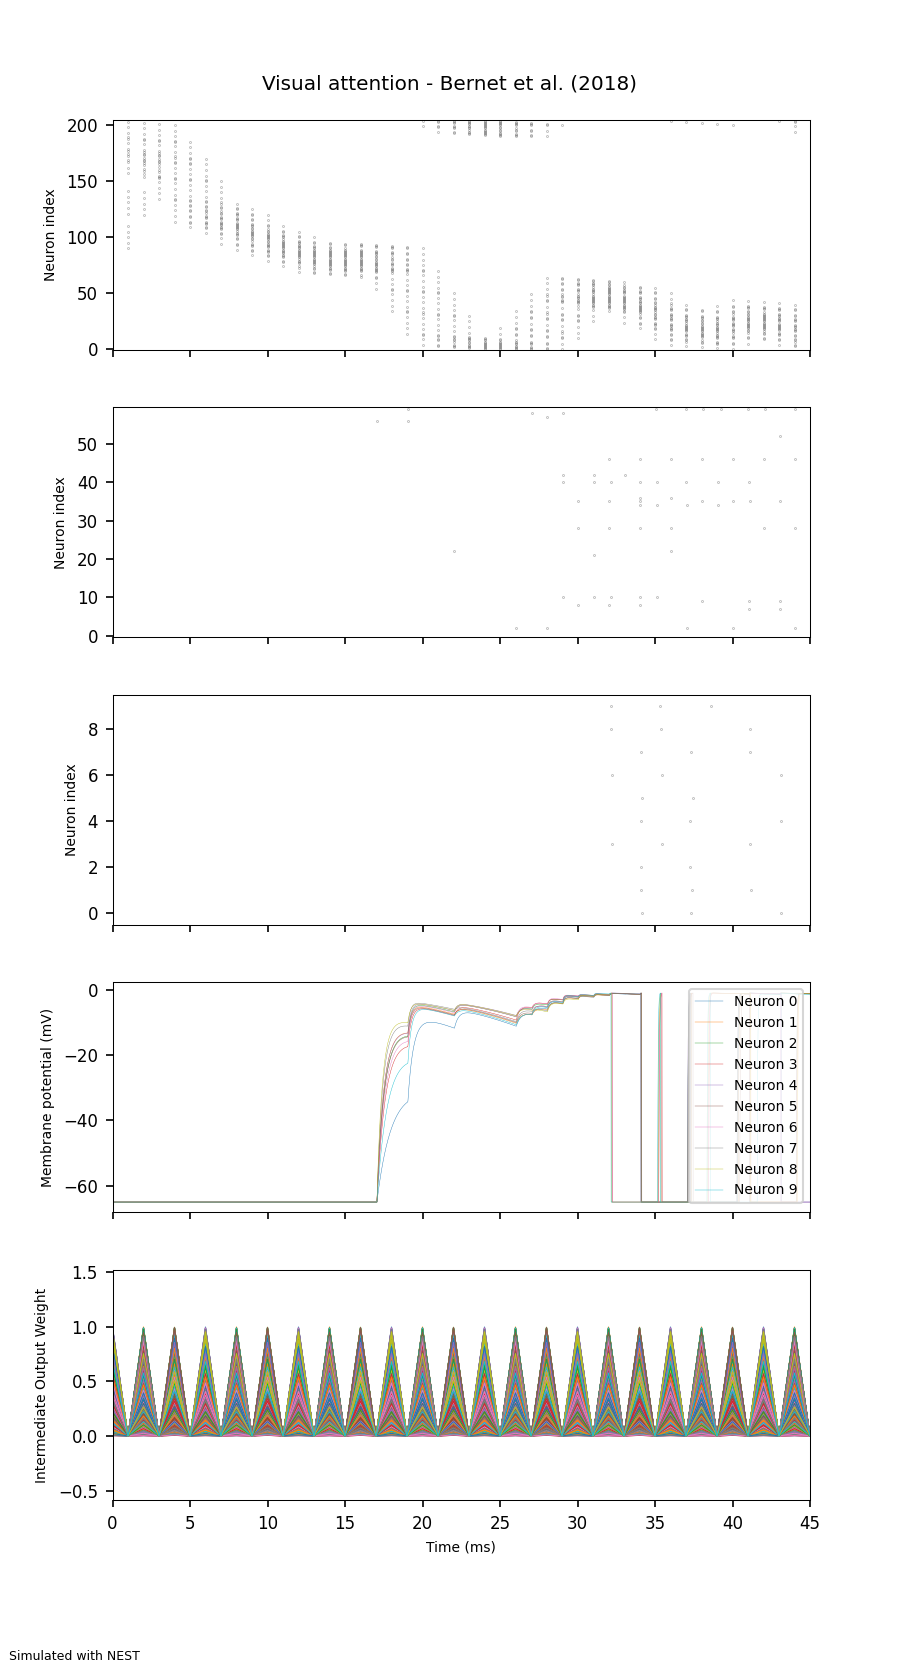 Visual attention - Bernet et al. (2018)
200
150
100
50
0
Neuron index
50
40
30
20
10
0
Neuron index
8
6
4
2
0
Neuron index
0
−20
−40
−60
Membrane potential (mV)
Neuron 0
Neuron 1
Neuron 2
Neuron 3
Neuron 4
Neuron 5
Neuron 6
Neuron 7
Neuron 8
Neuron 9
1.5
1.0
0.5
0.0
−0.5
Intermediate Output Weight
0 5 10 15 20 25 30 35 40 45
Time (ms)
Simulated with NEST